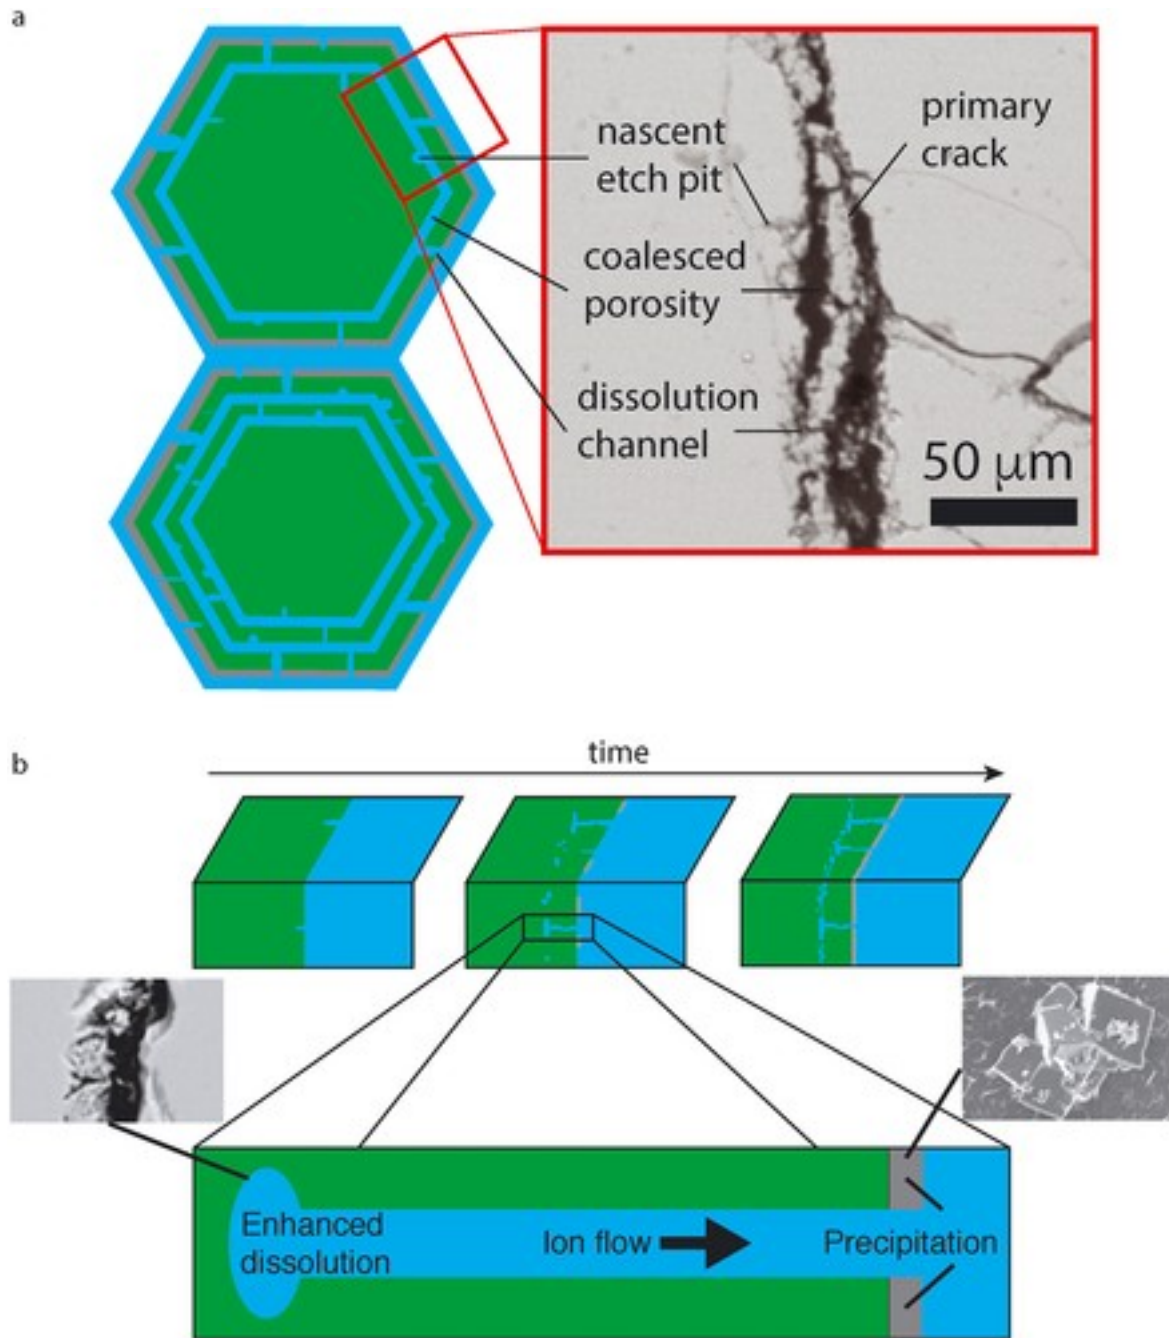 a
nascent
etch pit
primary
crack
coalesced
porosity
dissolution
channel
50 μm
b
time
Enhanced
dissolution
Ion flow
Precipitation